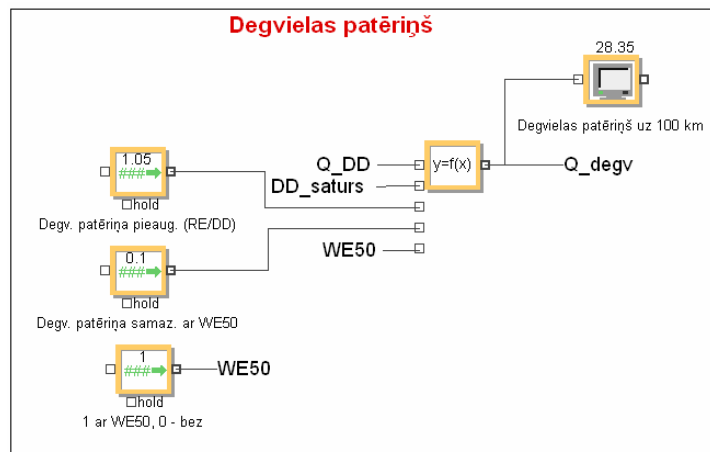 Degvielas patēriņš
28.35
Degvielas patēriņš uz 100 km
1.05
###
hold
Degv. patēriņa pieaug. (RE/DD)
Q_DD
DD_saturs
y=f(x)
Q_degv
WE50
0.1
###
hold
Degv. patēriņa samaz. ar WE50
1
###
WE50
hold
1 ar WE50, 0 - bez